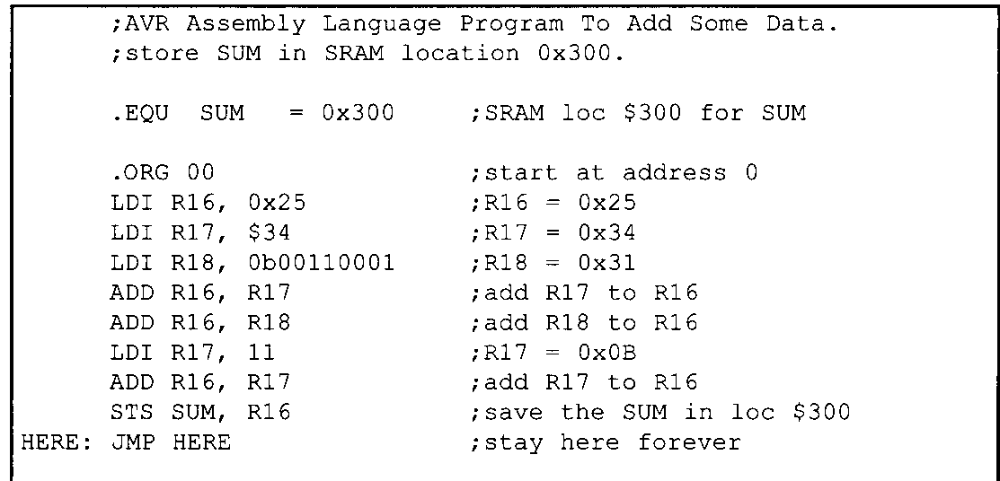 ;AVR Assembly Language Program To Add Some Data.
;store SUM in SRAM location 0x300.
.EQU SUM = 0x300 ;SRAM loc $300 for SUM
.ORG 00 ;start at address 0
LDI R16, 0x25 ;R16 = 0x25
LDI R17, $34 ;R17 = 0x34
LDI R18, 0b00110001 ;R18 = 0x31
ADD R16, R17 ;add R17 to R16
ADD R16, R18 ;add R18 to R16
LDI R17, 11 ;R17 = 0x0B
ADD R16, R17 ;add R17 to R16
STS SUM, R16 ;save the SUM in loc $300
HERE: JMP HERE ;stay here forever